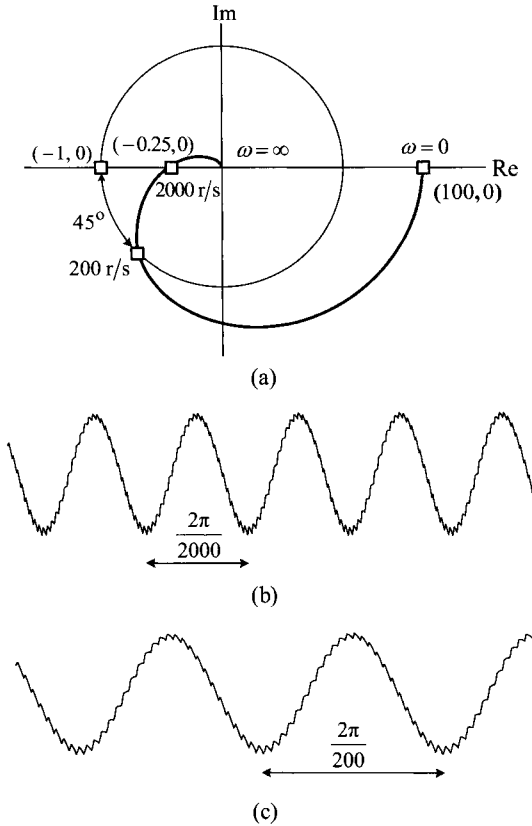 Im
(−1, 0)
(−0.25, 0)
ω = ∞
ω = 0
Re
2000 r/s
(100, 0)
45°
200 r/s
(a)
2π
2000
(b)
2π
200
(c)